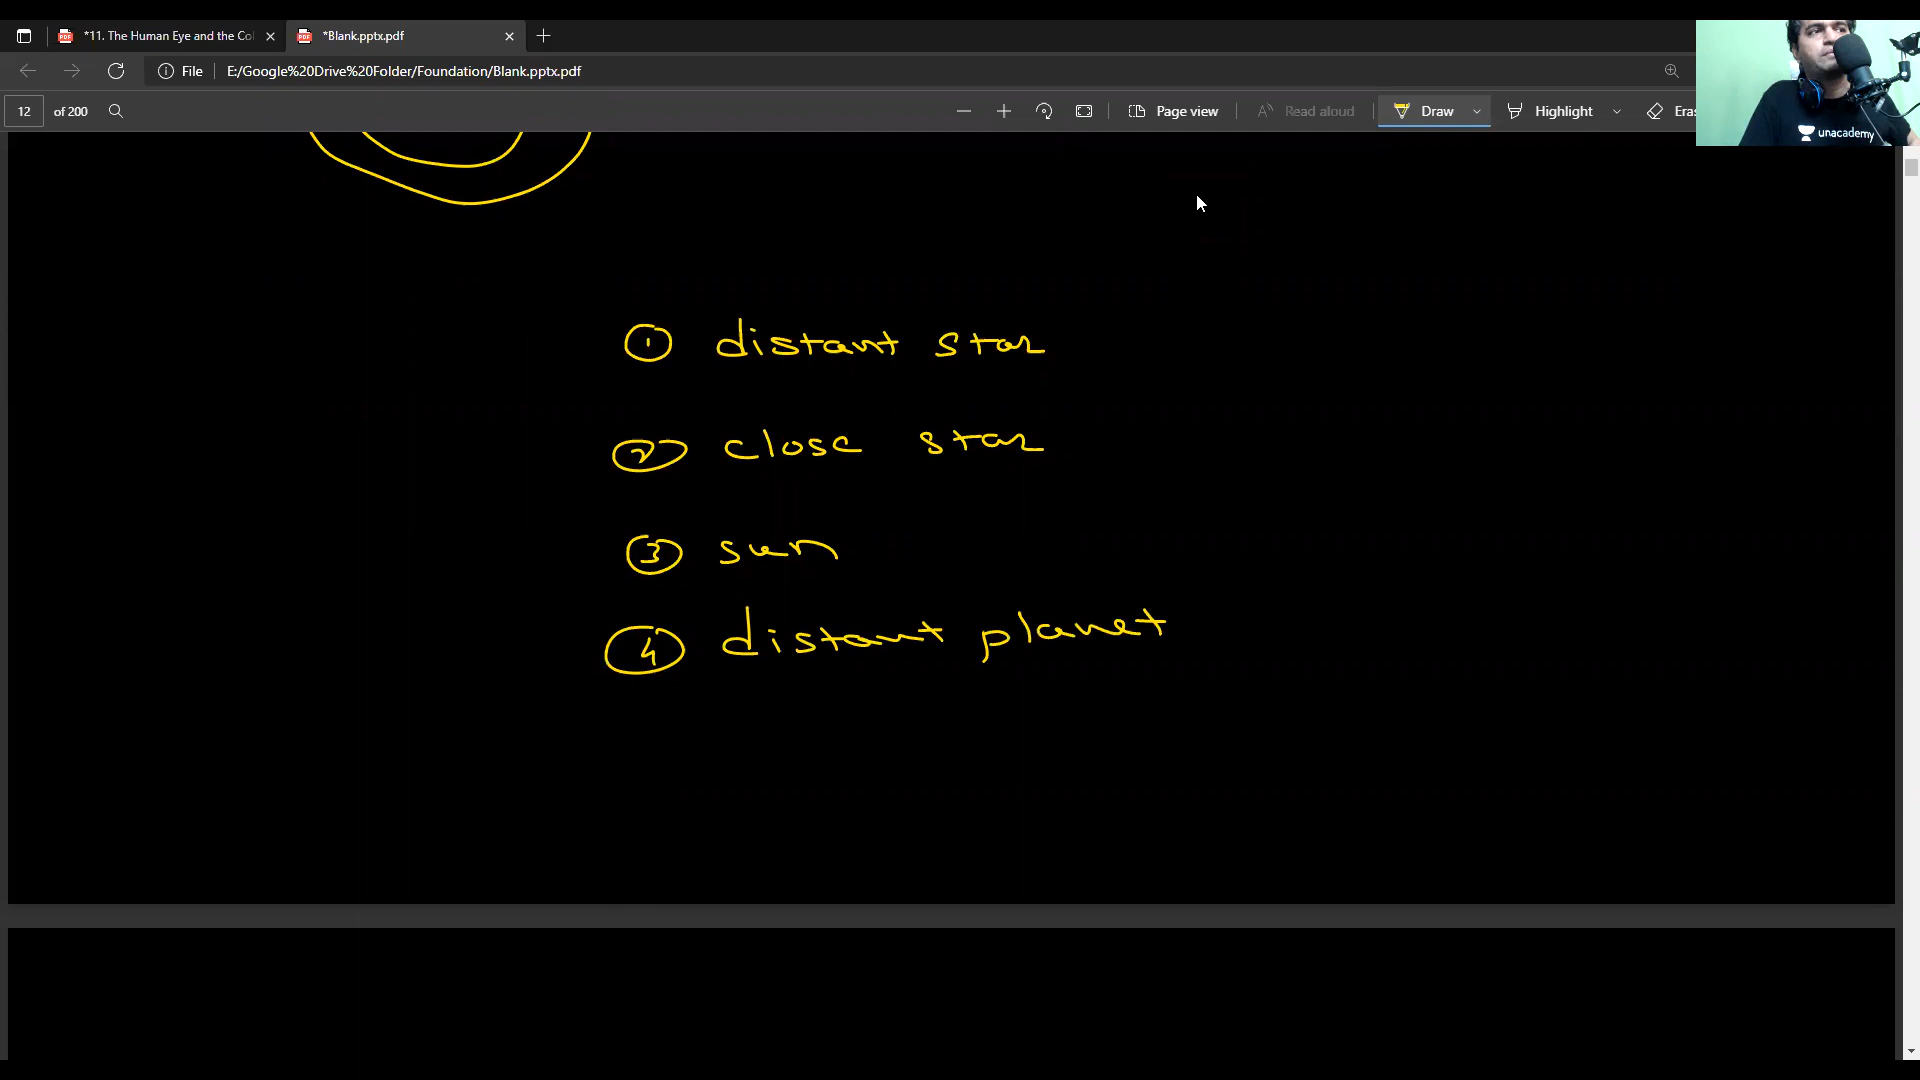 *11. The Human Eye and the Col
*Blank.pptx.pdf
File E:/Google%20Drive%20Folder/Foundation/Blank.pptx.pdf
12 of 200 Page view Read aloud Draw Highlight Eras
unacademy
1 distant star
2 close star
3 sun
4 distant planet